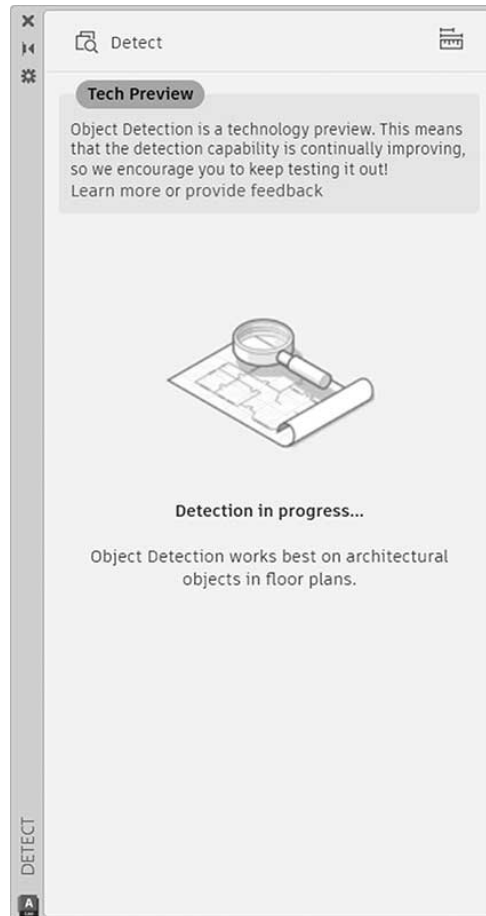 Detect
Tech Preview
Object Detection is a technology preview. This means
that the detection capability is continually improving,
so we encourage you to keep testing it out!
Learn more or provide feedback
Detection in progress...
Object Detection works best on architectural
objects in floor plans.
DETECT
A